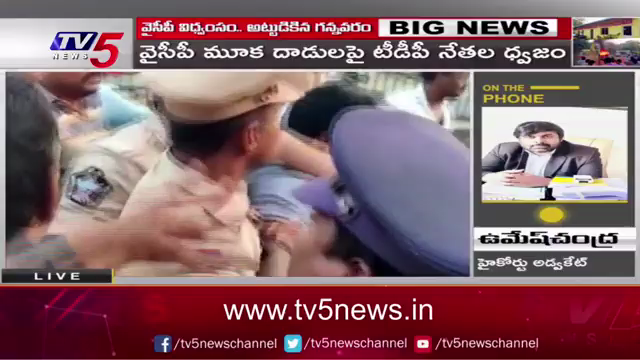 TV5
NEWS
వైసీపీ విధ్వంసం.. అట్టుడికిన గన్నవరం
BIG NEWS
వైసీపీ మూక దాడులపై టీడీపీ నేతల ధ్వజం
ON THE
PHONE
ఉమేష్‌చంద్ర
హైకోర్టు అడ్వకేట్
LIVE
www.tv5news.in
/tv5newschannel
/tv5newschannel
/tv5newschannel